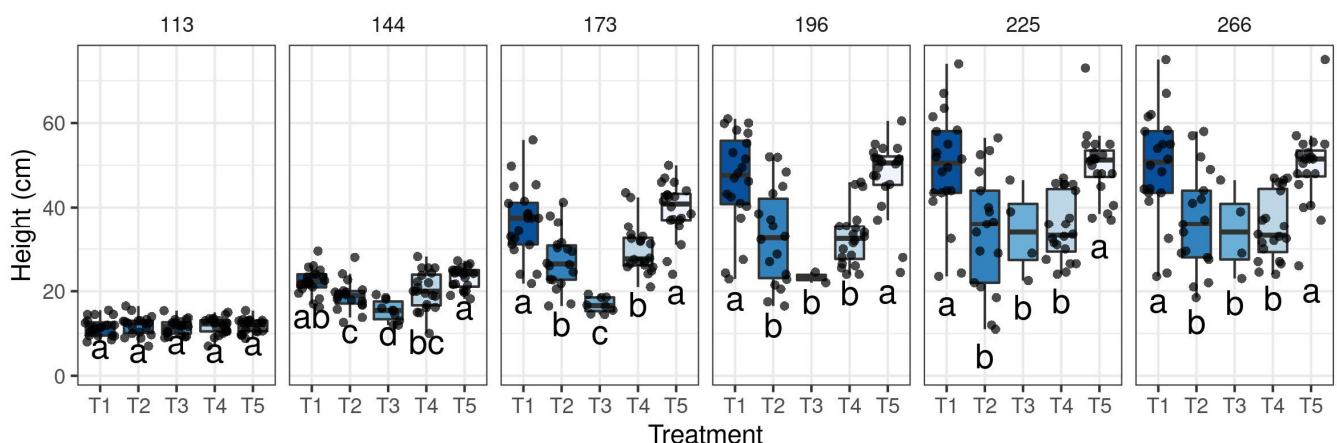 113 144 173 196 225 266
Height (cm)
60
40
20
0
a a a a a
ab c d bc a
a b c b a
a b b b a
a b b b a
a b b b a
T1 T2 T3 T4 T5 T1 T2 T3 T4 T5 T1 T2 T3 T4 T5 T1 T2 T3 T4 T5 T1 T2 T3 T4 T5 T1 T2 T3 T4 T5
Treatment